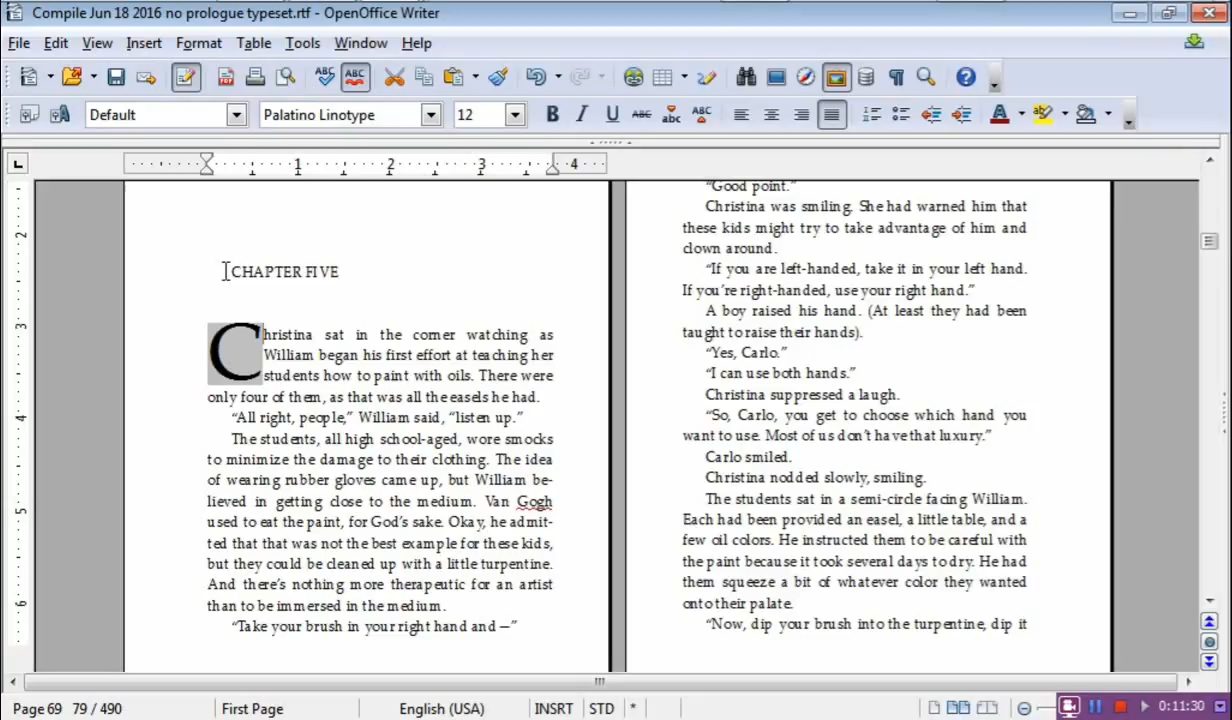 Compile Jun 18 2016 no prologue typeset.rtf - OpenOffice Writer
File Edit View Insert Format Table Tools Window Help
Default Palatino Linotype 12
1 2 3 4
CHAPTER FIVE
Christina sat in the corner watching as
William began his first effort at teaching her
students how to paint with oils. There were
only four of them, as that was all the easels he had.
“All right, people,” William said, “listen up.”
The students, all high school-aged, wore smocks
to minimize the damage to their clothing. The idea
of wearing rubber gloves came up, but William be-
lieved in getting close to the medium. Van Gogh
used to eat the paint, for God’s sake. Okay, he admit-
ted that that was not the best example for these kids,
but they could be cleaned up with a little turpentine.
And there’s nothing more therapeutic for an artist
than to be immersed in the medium.
“Take your brush in your right hand and —”
“Good point.”
Christina was smiling. She had warned him that
these kids might try to take advantage of him and
clown around.
“If you are left-handed, take it in your left hand.
If you’re right-handed, use your right hand.”
A boy raised his hand. (At least they had been
taught to raise their hands).
“Yes, Carlo.”
“I can use both hands.”
Christina suppressed a laugh.
“So, Carlo, you get to choose which hand you
want to use. Most of us don’t have that luxury.”
Carlo smiled.
Christina nodded slowly, smiling.
The students sat in a semi-circle facing William.
Each had been provided an easel, a little table, and a
few oil colors. He instructed them to be careful with
the paint because it took several days to dry. He had
them squeeze a bit of whatever color they wanted
onto their palate.
“Now, dip your brush into the turpentine, dip it
2
3
4
5
6
Page 69 79 / 490 First Page English (USA) INSRT STD * 0:11:30